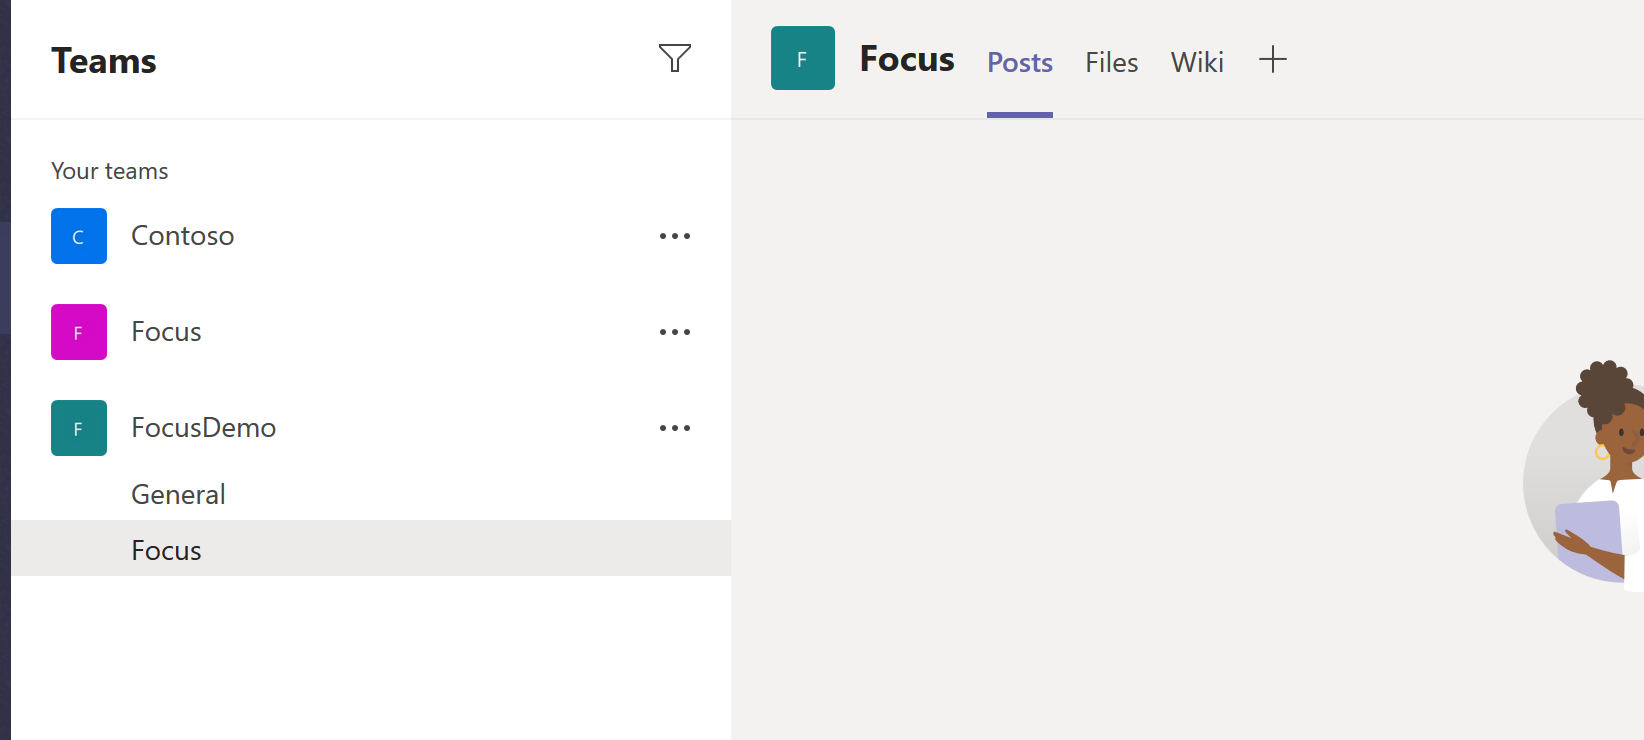 Teams
Your teams
C Contoso
F Focus
F FocusDemo
General
Focus
F Focus Posts Files Wiki